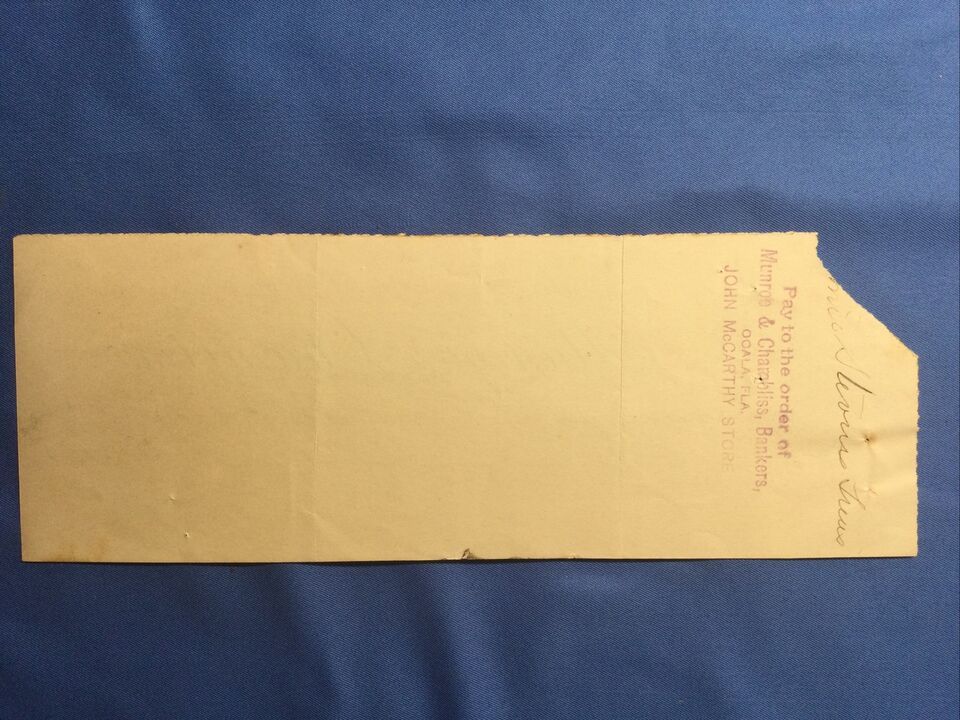 Pay to the order of
Munroe & Chambliss, Bankers,
OCALA, FLA.
JOHN McCARTHY STORE